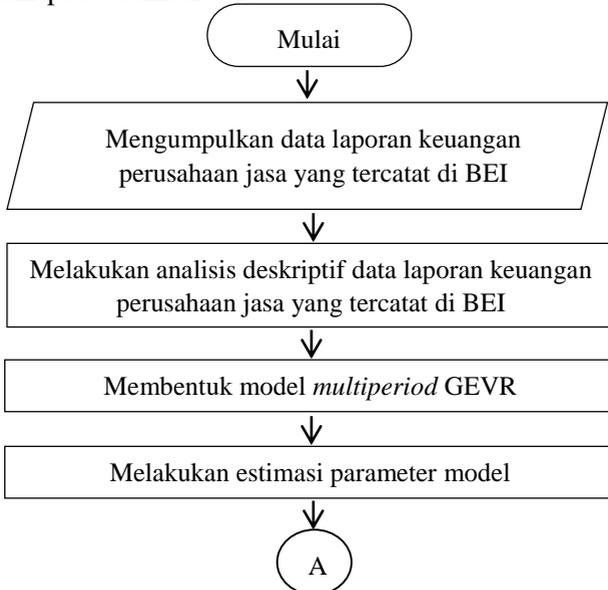 Mulai
Mengumpulkan data laporan keuangan
perusahaan jasa yang tercatat di BEI
Melakukan analisis deskriptif data laporan keuangan
perusahaan jasa yang tercatat di BEI
Membentuk model multiperiod GEVR
Melakukan estimasi parameter model
A